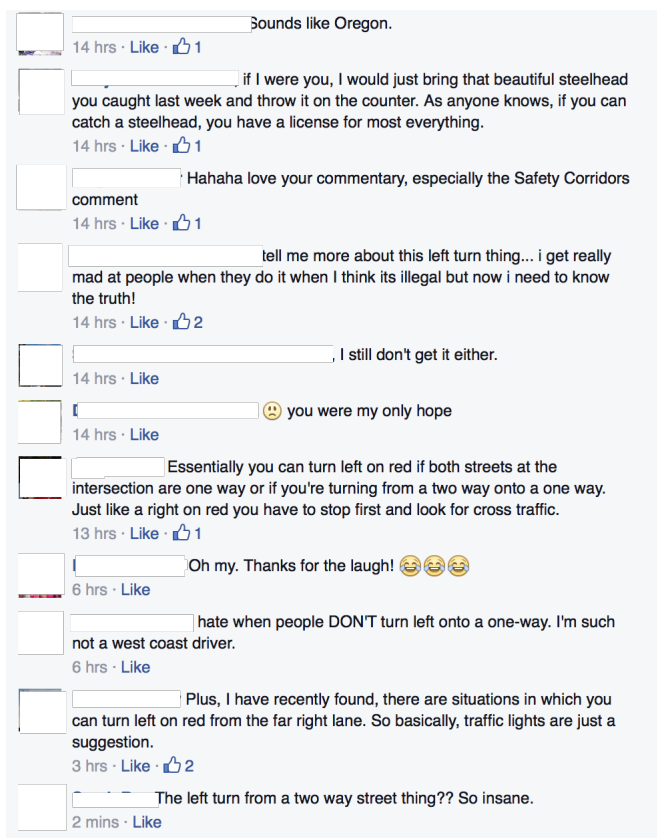 Sounds like Oregon.
14 hrs · Like · 1
, if I were you, I would just bring that beautiful steelhead
you caught last week and throw it on the counter. As anyone knows, if you can
catch a steelhead, you have a license for most everything.
14 hrs · Like · 1
Hahaha love your commentary, especially the Safety Corridors
comment
14 hrs · Like · 1
tell me more about this left turn thing... i get really
mad at people when they do it when I think its illegal but now i need to know
the truth!
14 hrs · Like · 2
, I still don't get it either.
14 hrs · Like
you were my only hope
14 hrs · Like
Essentially you can turn left on red if both streets at the
intersection are one way or if you're turning from a two way onto a one way.
Just like a right on red you have to stop first and look for cross traffic.
13 hrs · Like · 1
Oh my. Thanks for the laugh! 😂😂😂
6 hrs · Like
hate when people DON'T turn left onto a one-way. I'm such
not a west coast driver.
6 hrs · Like
Plus, I have recently found, there are situations in which you
can turn left on red from the far right lane. So basically, traffic lights are just a
suggestion.
3 hrs · Like · 2
The left turn from a two way street thing?? So insane.
2 mins · Like